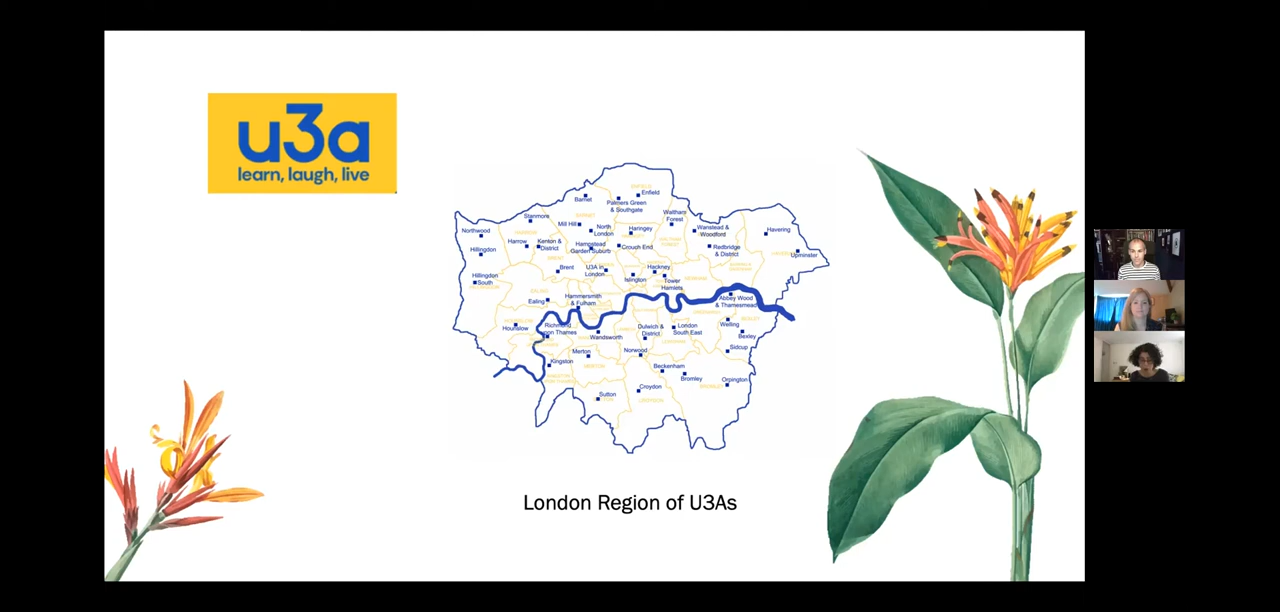 u3a
learn, laugh, live
Enfield
Barnet
Palmers Green
& Southgate
Stanmore
Mill Hill
North
London
Haringey
Waltham
Forest
Wanstead &
Woodford
Havering
Northwood
Harrow
Kenton &
District
Hampstead
Garden Suburb
Crouch End
Redbridge
& District
Upminster
Hillingdon
Brent
U3A in
London
Islington
Hackney
Tower
Hamlets
Hillingdon
South
Ealing
Hammersmith
& Fulham
Abbey Wood
& Thamesmead
Hounslow
Richmond
upon Thames
Wandsworth
Dulwich &
District
London
South East
Welling
Bexley
Kingston
Merton
Norwood
Sidcup
Beckenham
Bromley
Orpington
Sutton
Croydon
London Region of U3As